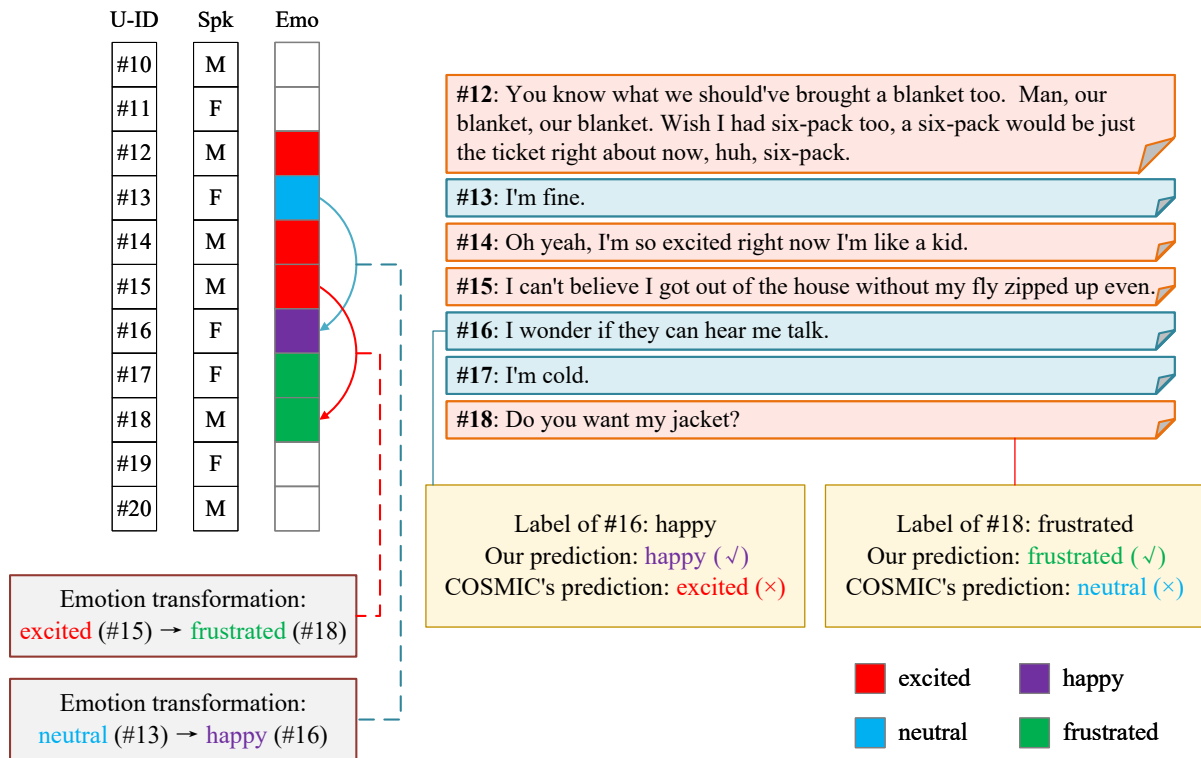 U-ID Spk Emo
#10 M
#11 F
#12 M
#13 F
#14 M
#15 M
#16 F
#17 F
#18 M
#19 F
#20 M
#12: You know what we should've brought a blanket too. Man, our
blanket, our blanket. Wish I had six-pack too, a six-pack would be just
the ticket right about now, huh, six-pack.
#13: I'm fine.
#14: Oh yeah, I'm so excited right now I'm like a kid.
#15: I can't believe I got out of the house without my fly zipped up even.
#16: I wonder if they can hear me talk.
#17: I'm cold.
#18: Do you want my jacket?
Label of #16: happy
Our prediction: happy (√)
COSMIC's prediction: excited (×)
Label of #18: frustrated
Our prediction: frustrated (√)
COSMIC's prediction: neutral (×)
Emotion transformation:
excited (#15) → frustrated (#18)
Emotion transformation:
neutral (#13) → happy (#16)
excited
happy
neutral
frustrated